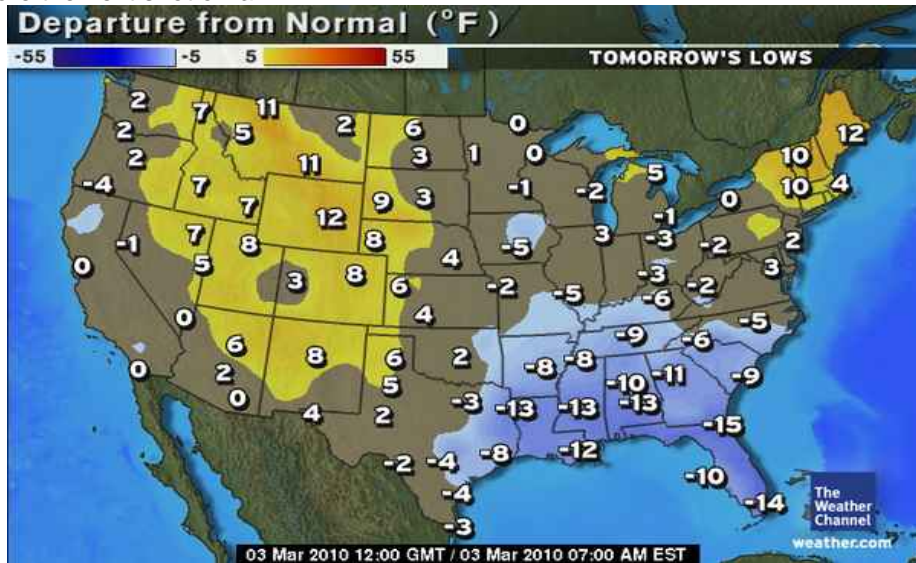 Departure from Normal (°F)
-55 -5 5 55 TOMORROW'S LOWS
2 7 11 2 6 0
2 5 3 1 0 12
2 11 10
-4 7 7 12 9 3 -1 -2 5 10 4
-1 7 8 8 -5 3 -1 0
0 5 3 8 6 4 -2 -3 -2 2
-3 -2 3
0 4 -5 -6 -5
6 8 6 2 -9 -6
0 2 5 -8 -8 -10 -11 -9
0 4 2 -3 -13 -13 -13 -15
-2 -4 -8 -12 -10
-4 -14
-3
The
Weather
Channel
weather.com
03 Mar 2010 12:00 GMT / 03 Mar 2010 07:00 AM EST